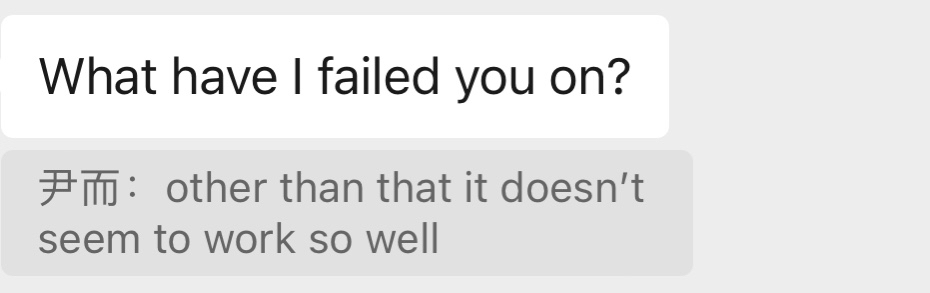 What have I failed you on?
尹而：other than that it doesn’t
seem to work so well